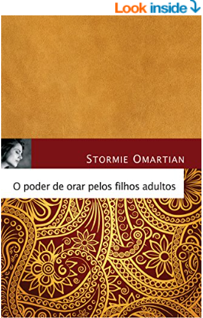 Look inside
STORMIE OMARTIAN
O poder de orar pelos filhos adultos